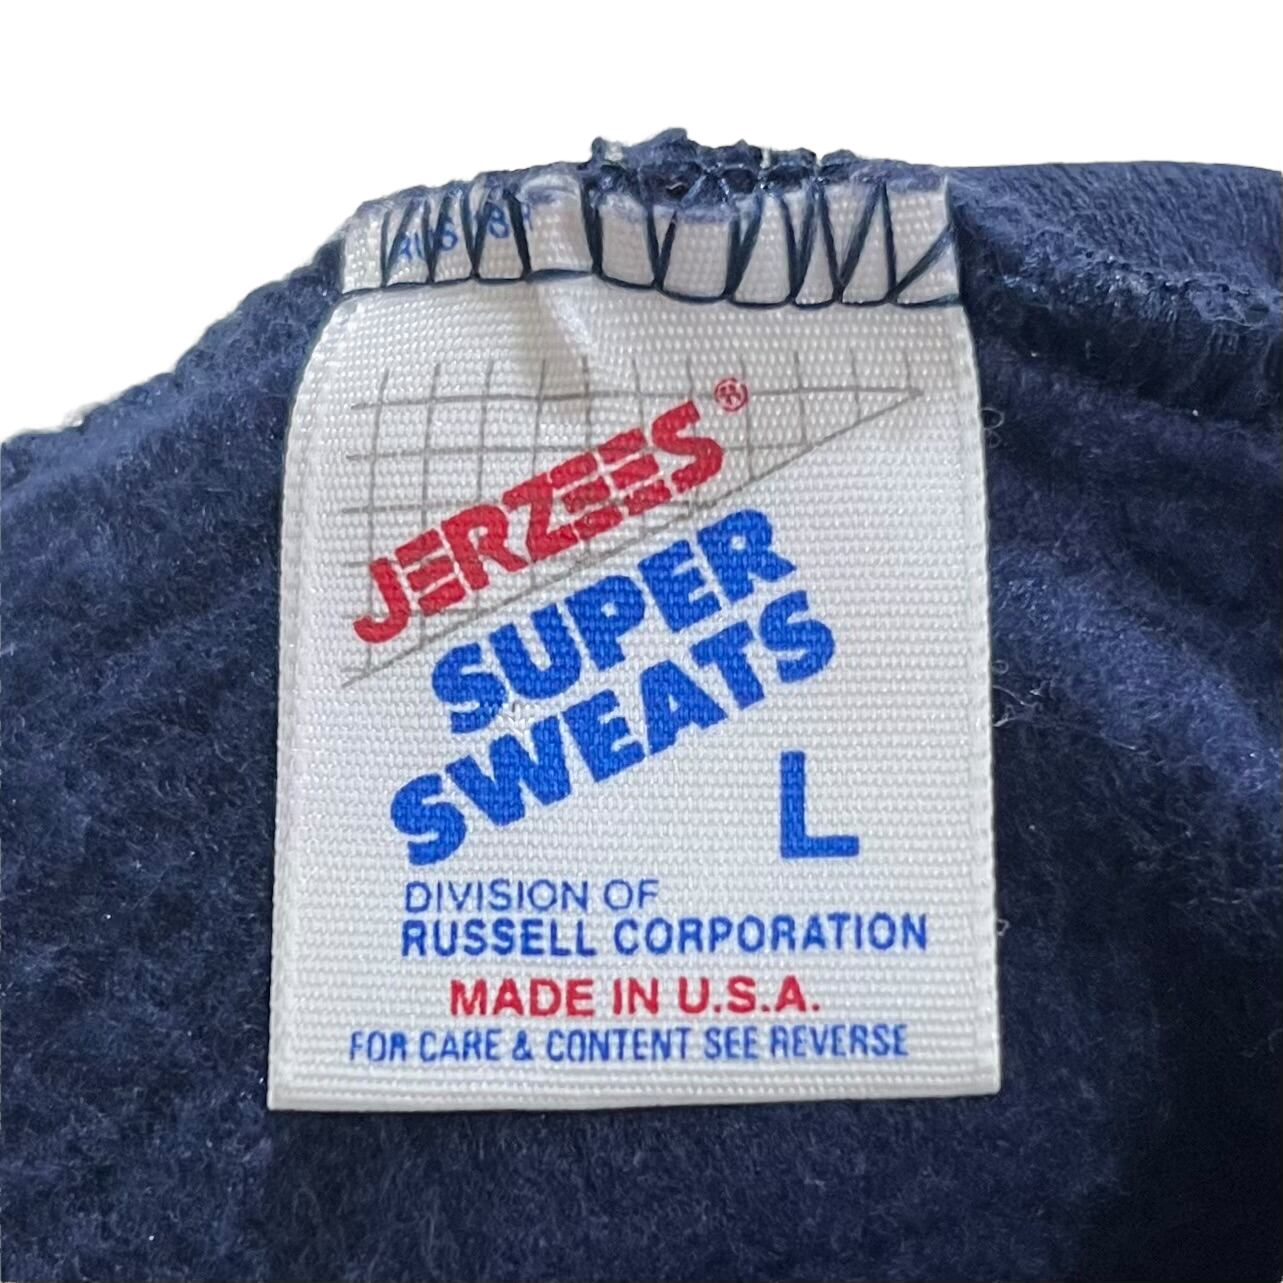 JERZEES®
SUPER
SWEATS
L
DIVISION OF
RUSSELL CORPORATION
MADE IN U.S.A.
FOR CARE & CONTENT SEE REVERSE